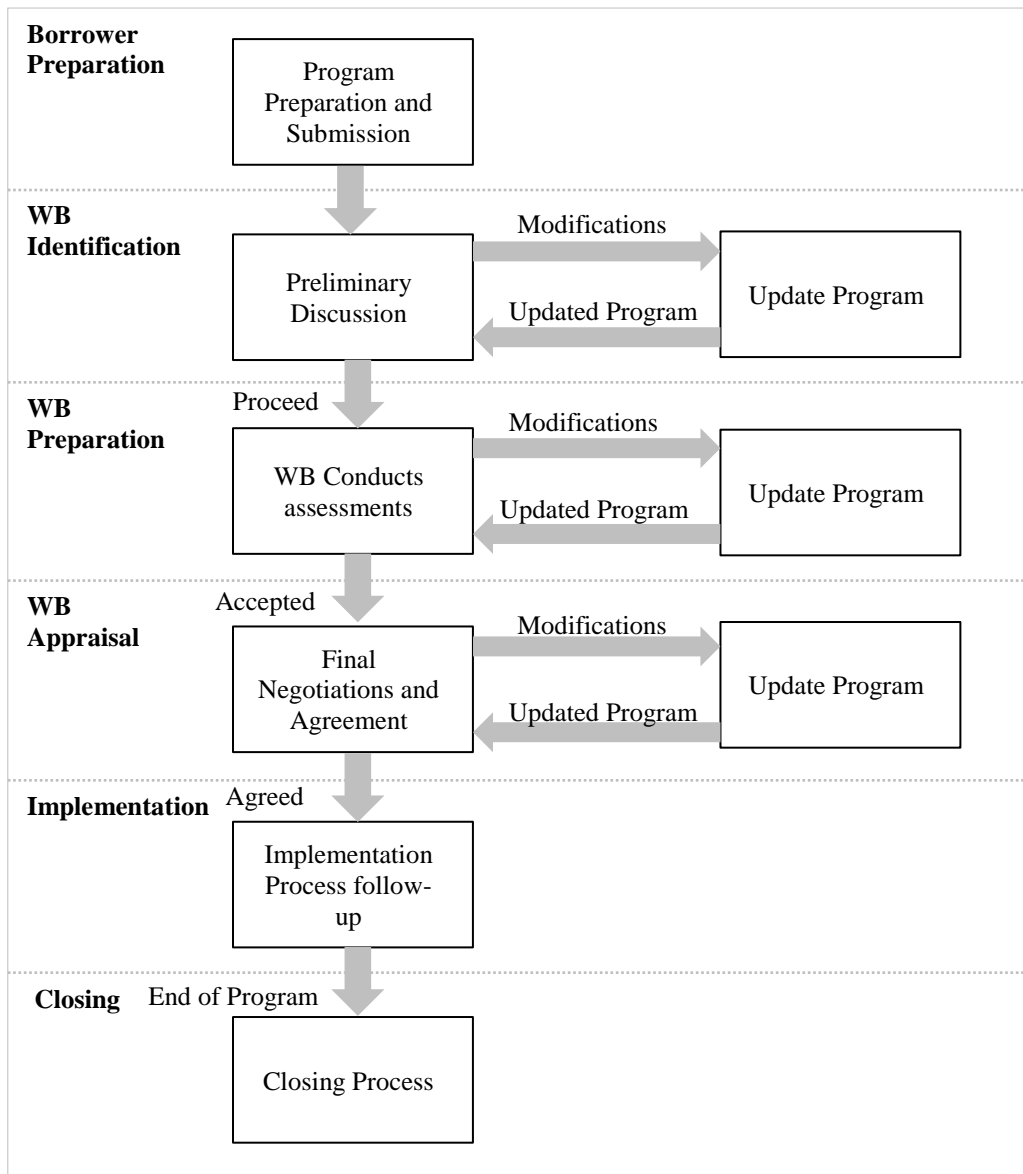 Borrower
Preparation
Program
Preparation and
Submission
WB
Identification
Preliminary
Discussion
Modifications
Updated Program
Update Program
WB
Preparation
Proceed
WB Conducts
assessments
Modifications
Updated Program
Update Program
WB
Appraisal
Accepted
Final
Negotiations and
Agreement
Modifications
Updated Program
Update Program
Implementation
Agreed
Implementation
Process follow-
up
Closing
End of Program
Closing Process